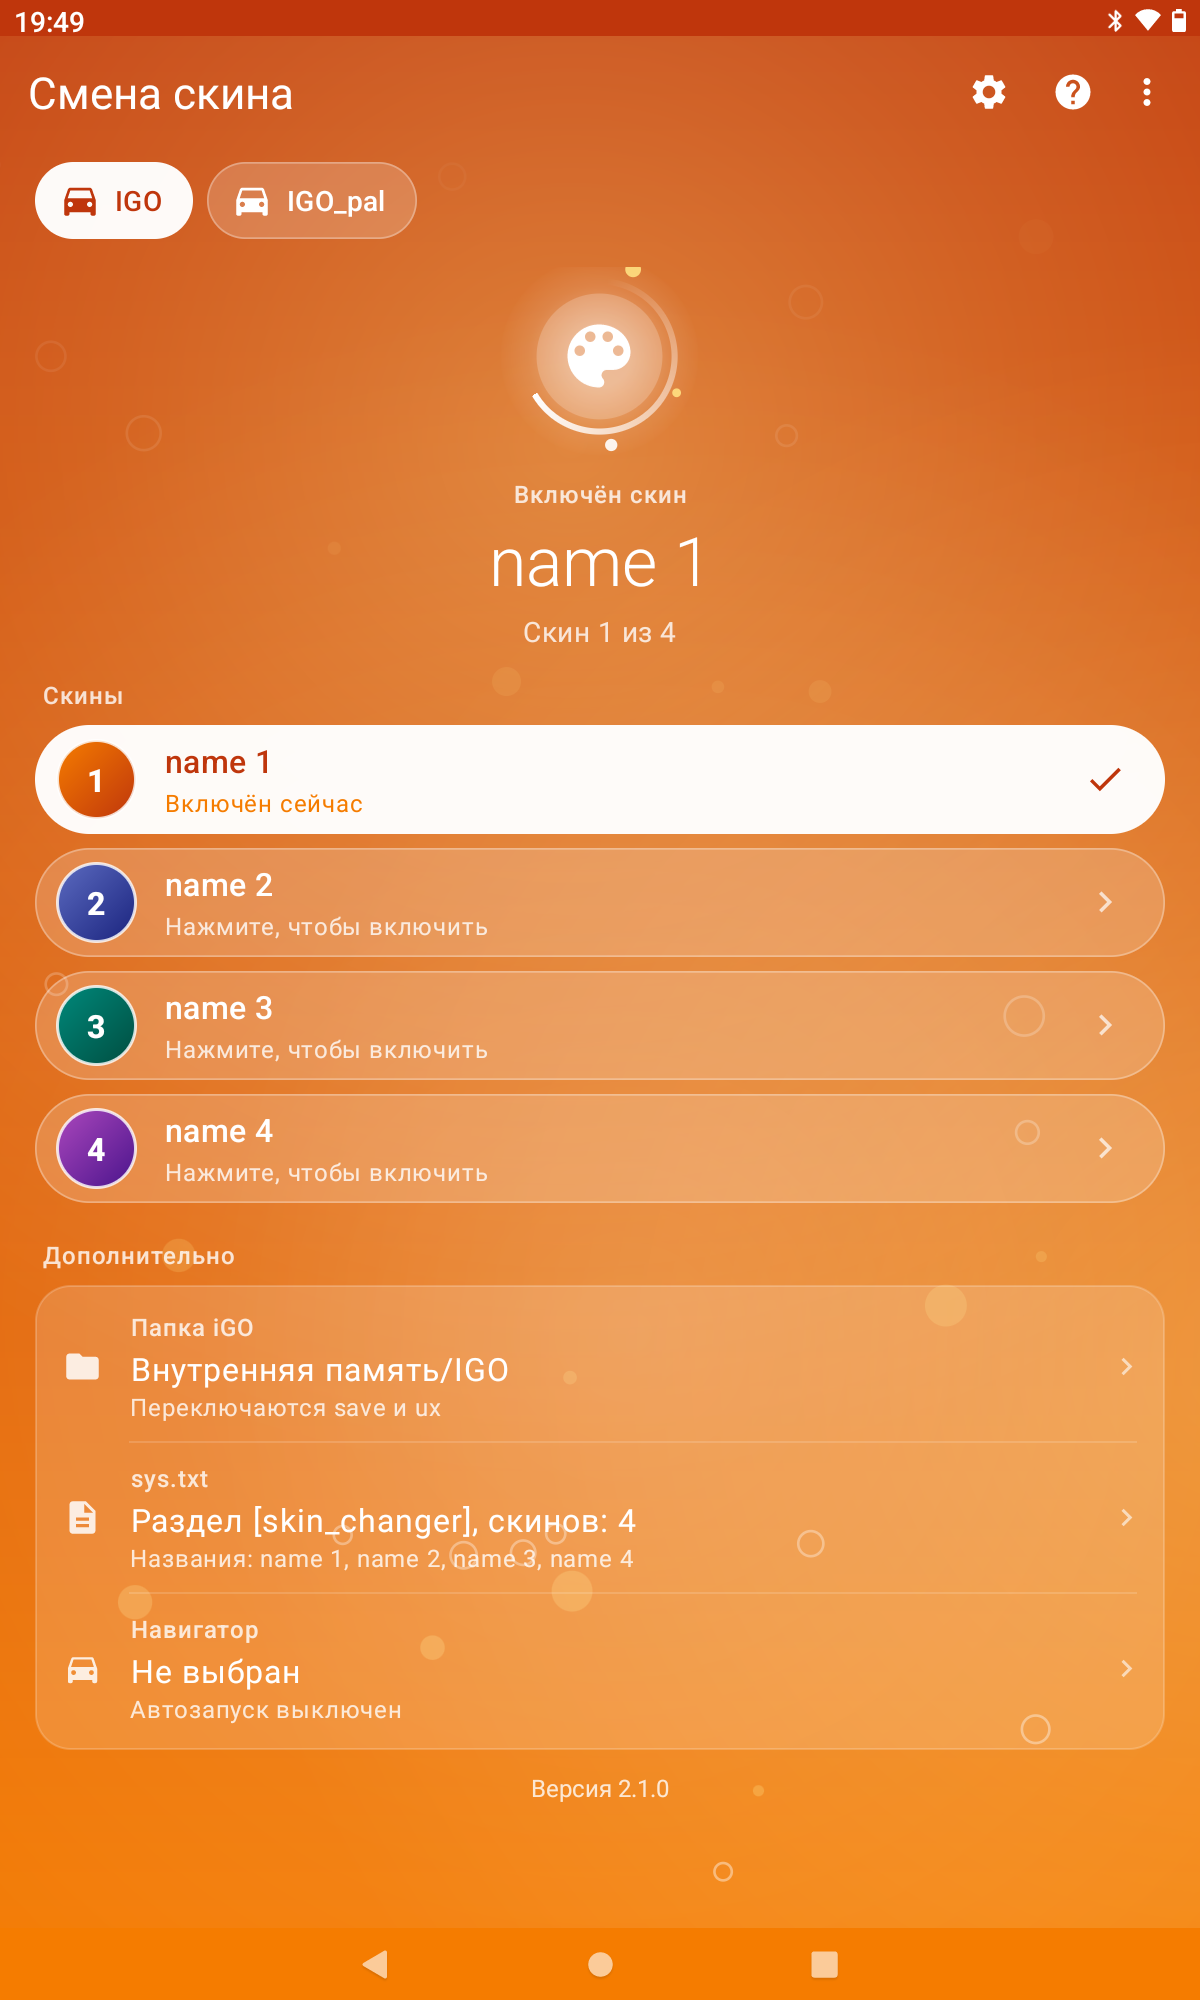 19:49
Смена скина
IGO
IGO_pal
Включён скин
name 1
Скин 1 из 4
Скины
1
name 1
Включён сейчас
2
name 2
Нажмите, чтобы включить
3
name 3
Нажмите, чтобы включить
4
name 4
Нажмите, чтобы включить
Дополнительно
Папка iGO
Внутренняя память/IGO
Переключаются save и ux
sys.txt
Раздел [skin_changer], скинов: 4
Названия: name 1, name 2, name 3, name 4
Навигатор
Не выбран
Автозапуск выключен
Версия 2.1.0